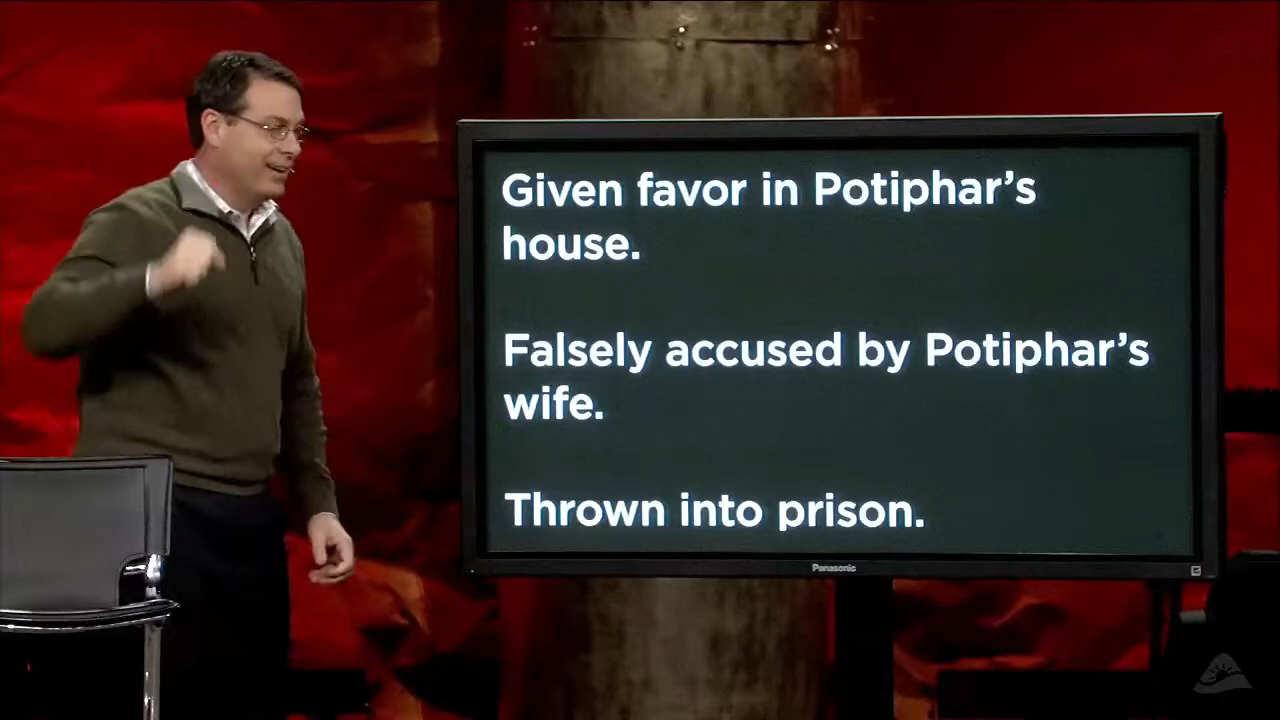 Given favor in Potiphar's
house.
Falsely accused by Potiphar's
wife.
Thrown into prison.
Panasonic